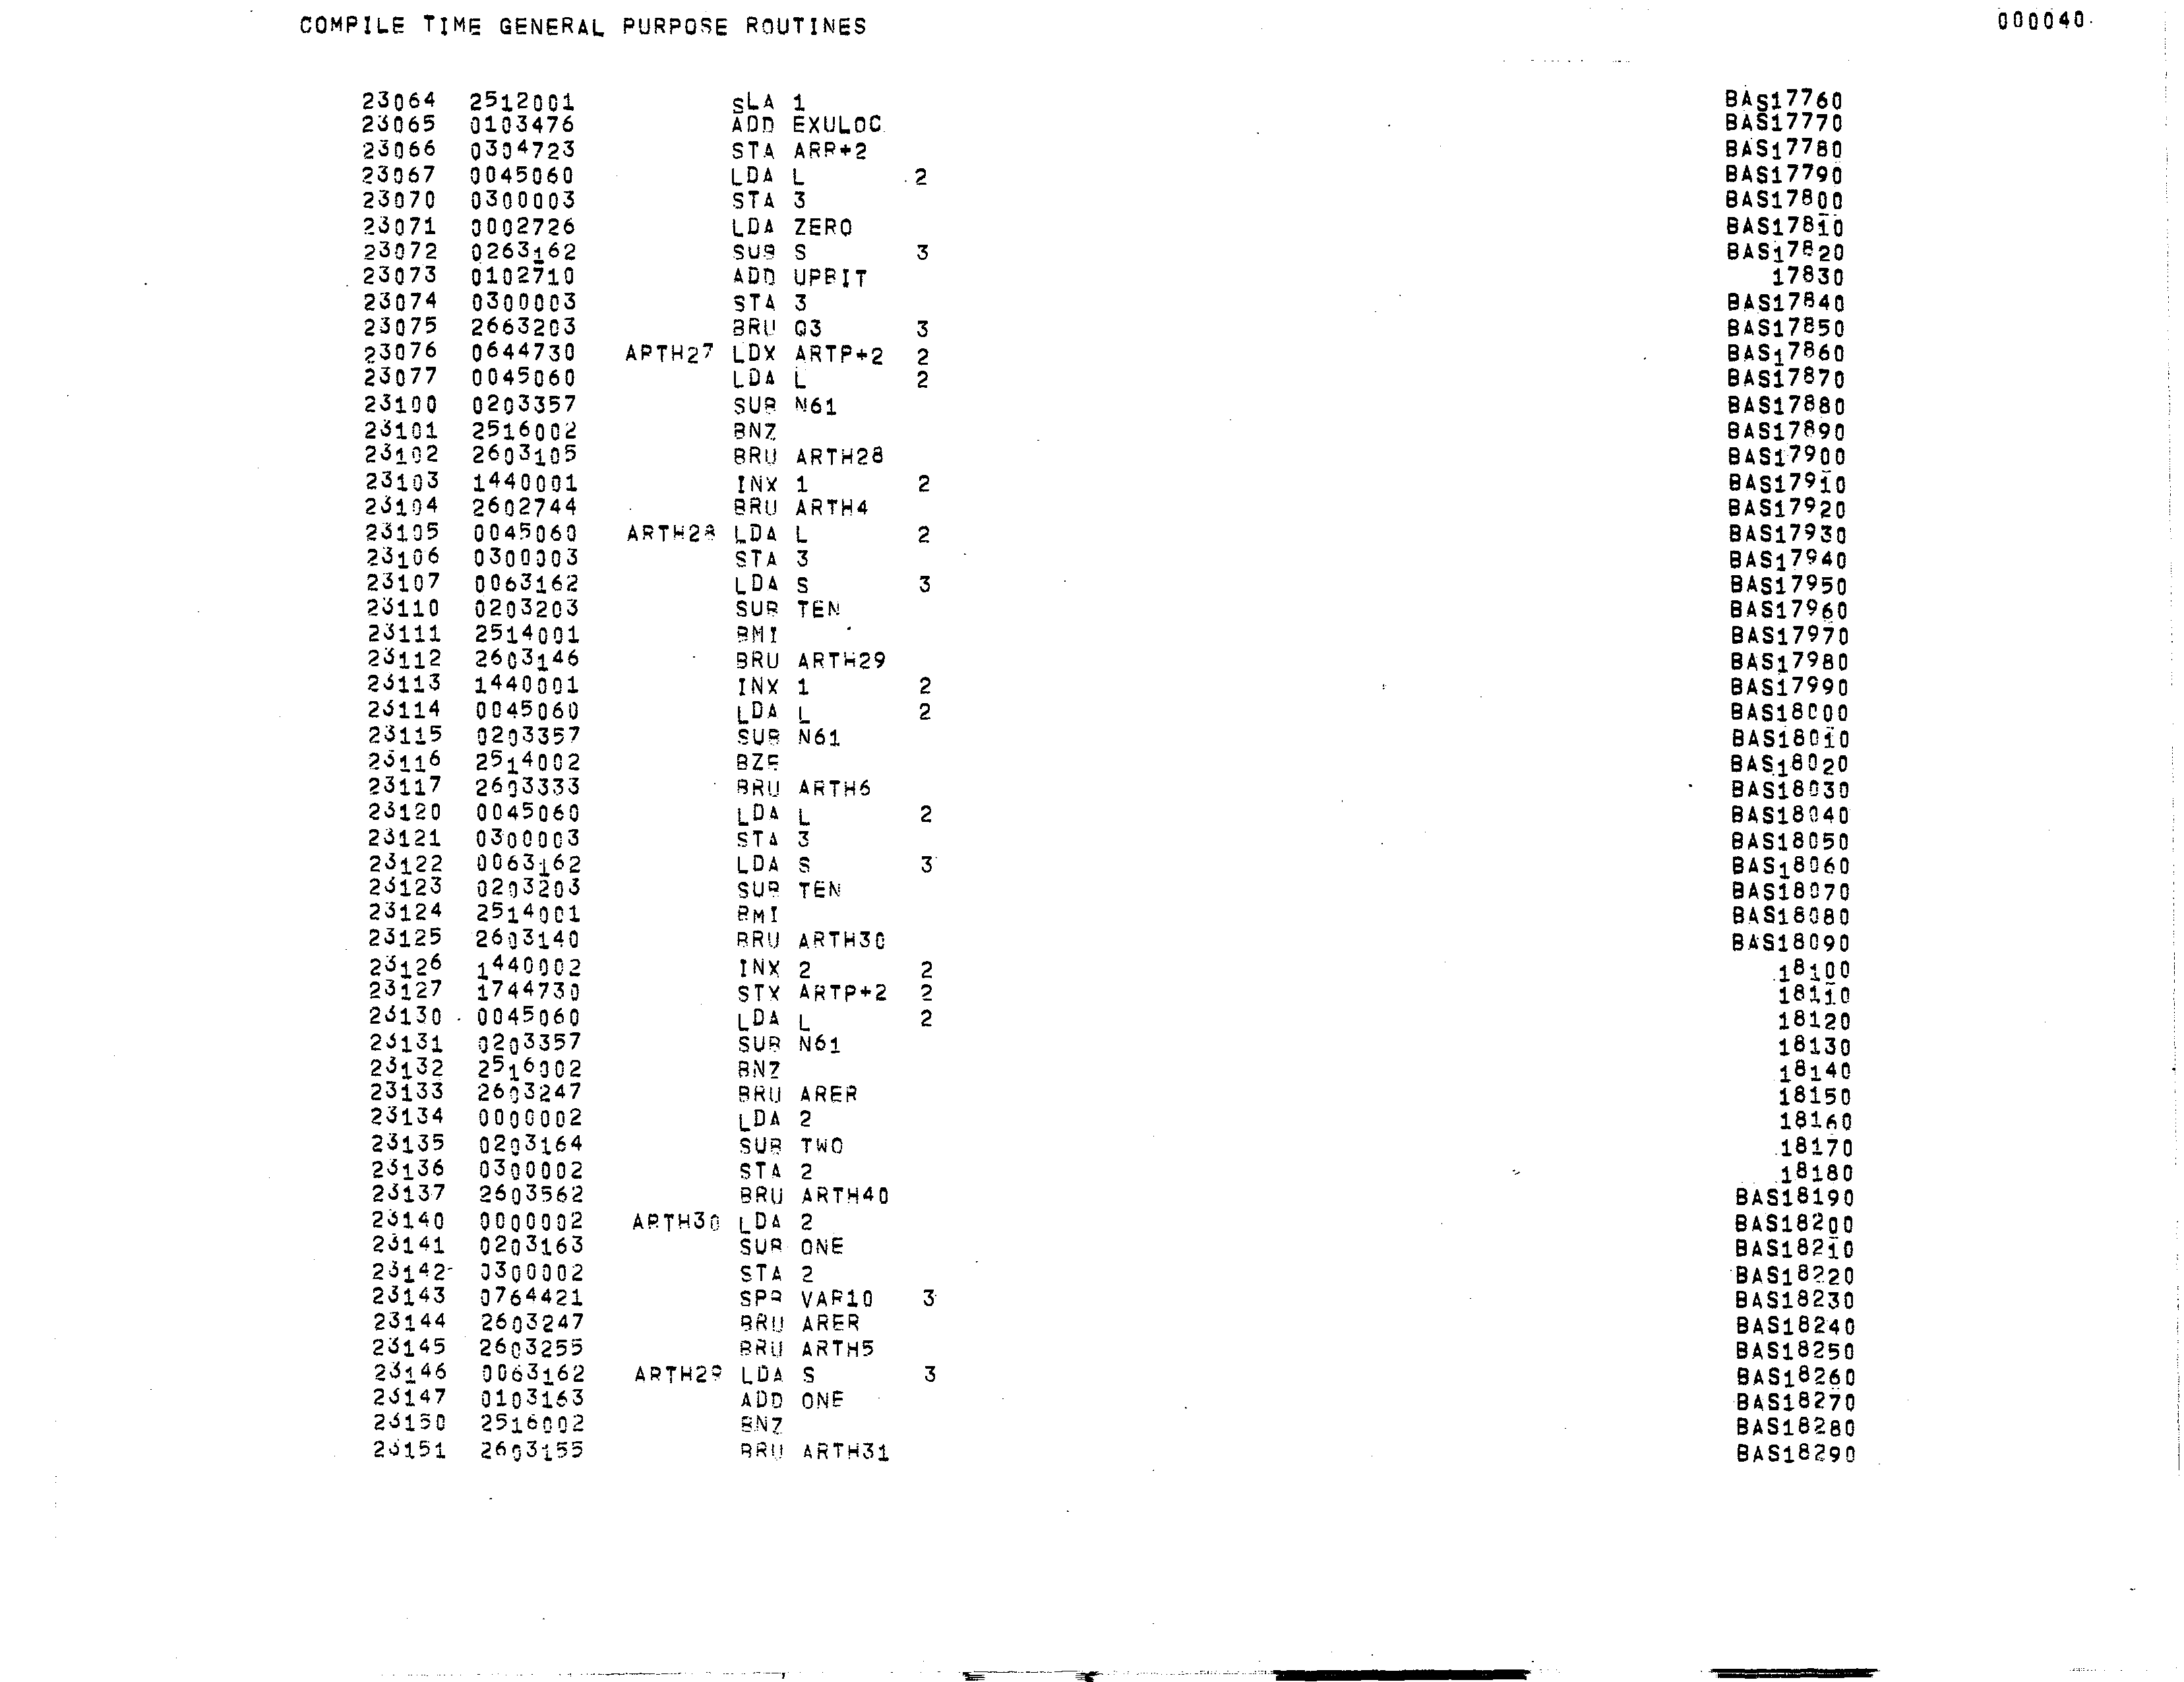 COMPILE TIME GENERAL PURPOSE ROUTINES 000040
23064 2512001 SLA 1 BAS17760
23065 0103476 ADD EXULOC BAS17770
23066 0304723 STA ARP+2 BAS17780
23067 0045060 LDA L 2 BAS17790
23070 0300003 STA 3 BAS17800
23071 0002726 LDA ZERO BAS17810
23072 0263162 SUB S 3 BAS17820
23073 0102710 ADD UPBIT 17830
23074 0300003 STA 3 BAS17840
23075 2663203 BRU Q3 3 BAS17850
23076 0644730 ARTH27 LDX ARTP+2 2 BAS17860
23077 0045060 LDA L 2 BAS17870
23100 0203357 SUB N61 BAS17880
23101 2516002 BNZ BAS17890
23102 2603105 BRU ARTH28 BAS17900
23103 1440001 INX 1 2 BAS17910
23104 2602744 BRU ARTH4 BAS17920
23105 0045060 ARTH28 LDA L 2 BAS17930
23106 0300003 STA 3 BAS17940
23107 0063162 LDA S 3 BAS17950
23110 0203203 SUB TEN BAS17960
23111 2514001 BMI BAS17970
23112 2603146 BRU ARTH29 BAS17980
23113 1440001 INX 1 2 BAS17990
23114 0045060 LDA L 2 BAS18000
23115 0203357 SUB N61 BAS18010
23116 2514002 BZE BAS18020
23117 2603333 BRU ARTH6 BAS18030
23120 0045060 LDA L 2 BAS18040
23121 0300003 STA 3 BAS18050
23122 0063162 LDA S 3 BAS18060
23123 0203203 SUB TEN BAS18070
23124 2514001 BMI BAS18080
23125 2603140 BRU ARTH30 BAS18090
23126 1440002 INX 2 2 18100
23127 1744730 STX ARTP+2 2 18110
23130 0045060 LDA L 2 18120
23131 0203357 SUB N61 18130
23132 2516002 BNZ 18140
23133 2603247 BRU ARER 18150
23134 0000002 LDA 2 18160
23135 0203164 SUB TWO 18170
23136 0300002 STA 2 18180
23137 2603562 BRU ARTH40 BAS18190
23140 0000002 ARTH30 LDA 2 BAS18200
23141 0203163 SUB ONE BAS18210
23142 0300002 STA 2 BAS18220
23143 0764421 SPB VAR10 3 BAS18230
23144 2603247 BRU ARER BAS18240
23145 2603255 BRU ARTH5 BAS18250
23146 0063162 ARTH29 LDA S 3 BAS18260
23147 0103163 ADD ONE BAS18270
23150 2516002 BNZ BAS18280
23151 2603155 BRU ARTH31 BAS18290